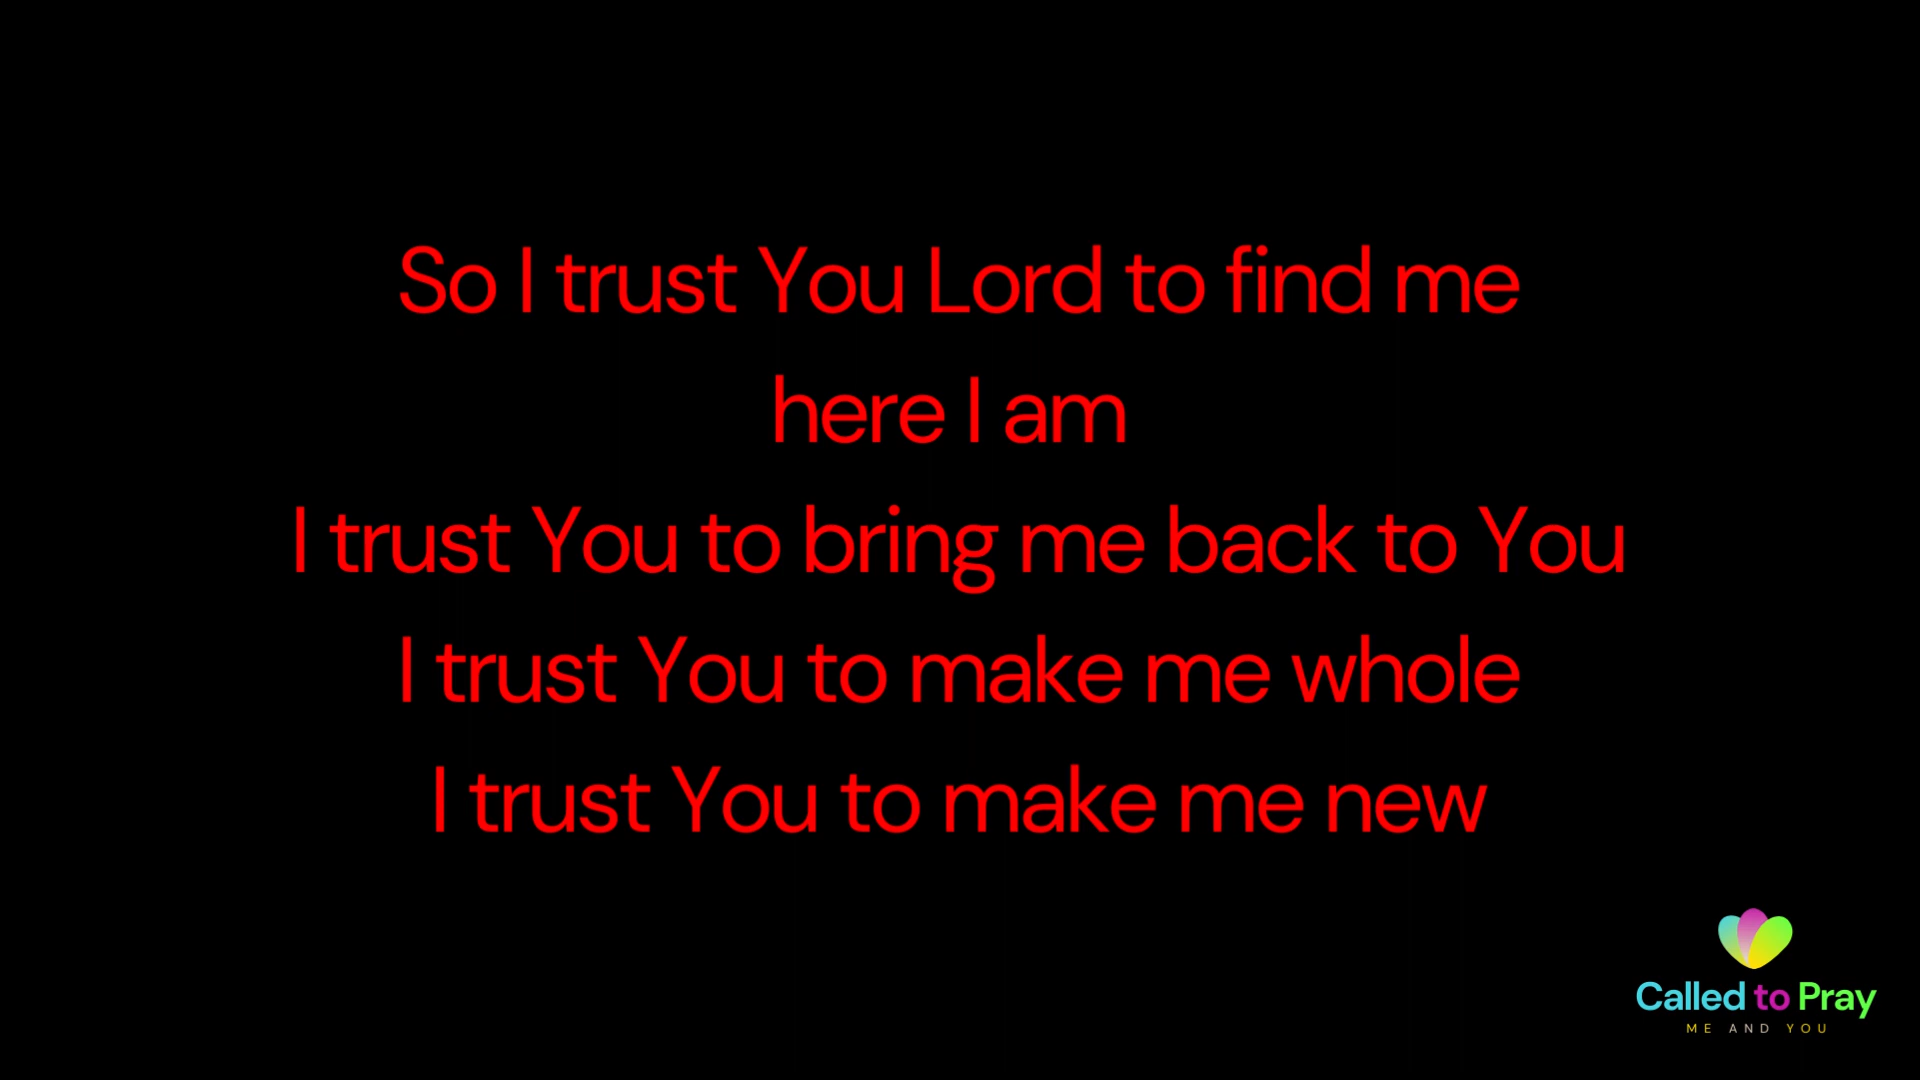 So I trust You Lord to find me
here I am
I trust You to bring me back to You
I trust You to make me whole
I trust You to make me new
Called to Pray
ME AND YOU